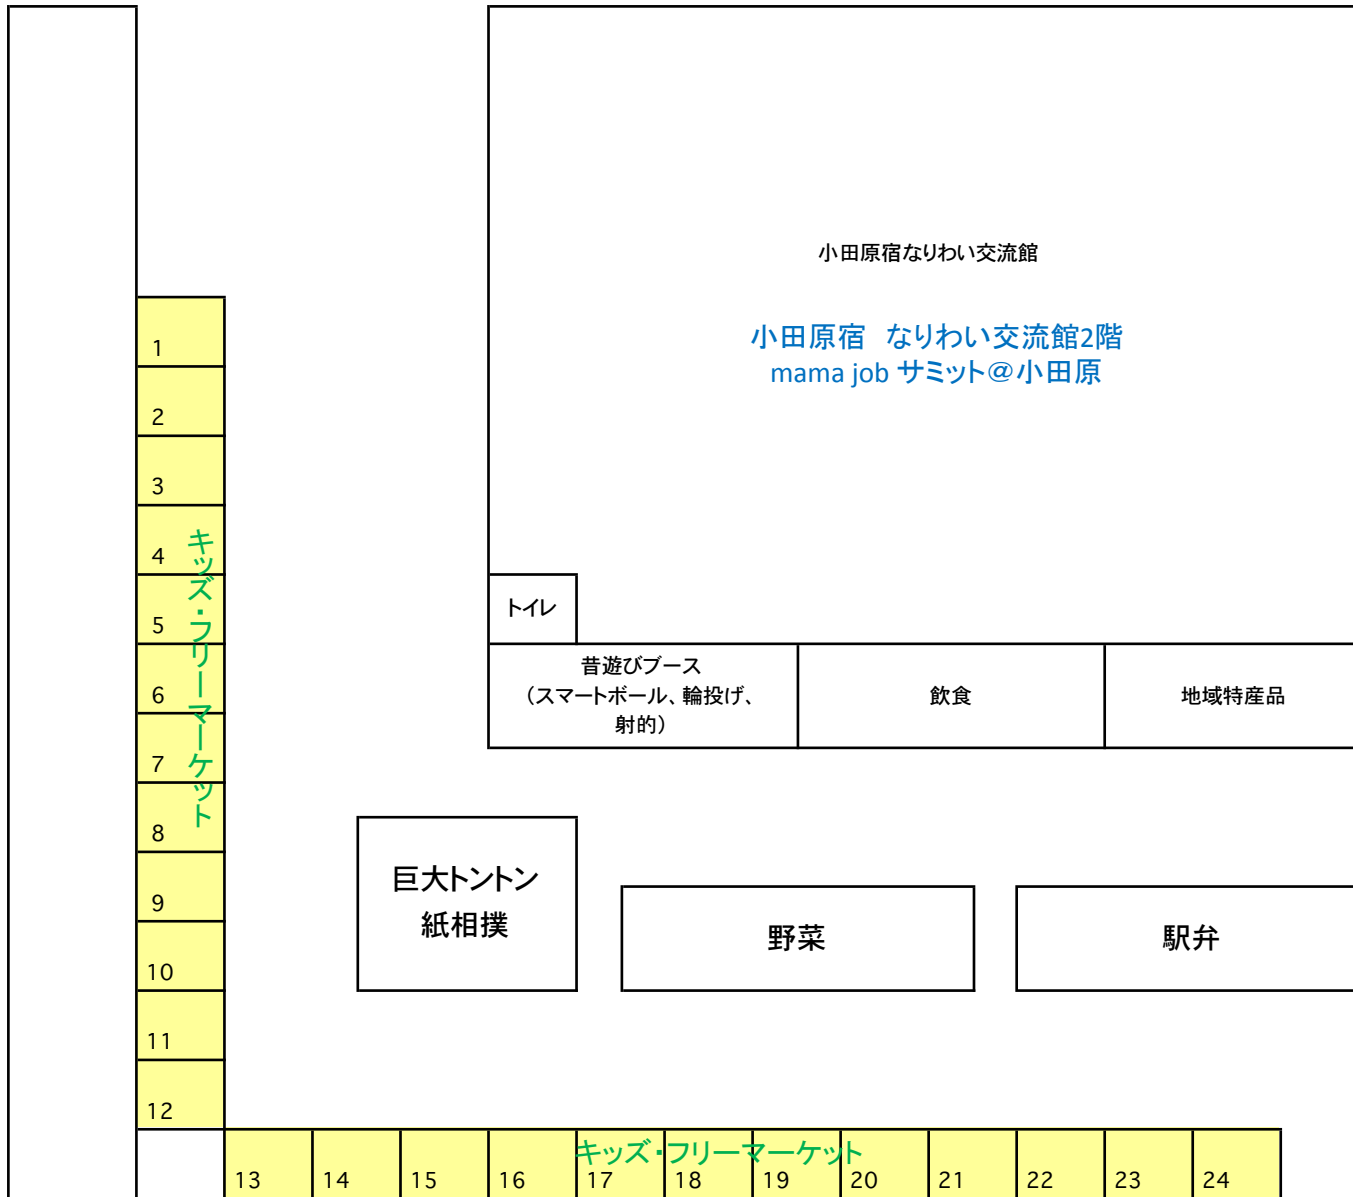 小田原宿なりわい交流館
小田原宿　なりわい交流館2階
mama job サミット＠小田原
1
2
3
4
5
6
7
8
9
10
11
12
キッズ・フリーマーケット
トイレ
昔遊びブース
（スマートボール、輪投げ、
射的）
飲食
地域特産品
巨大トントン
紙相撲
野菜
駅弁
キッズ・フリーマーケット
13
14
15
16
17
18
19
20
21
22
23
24